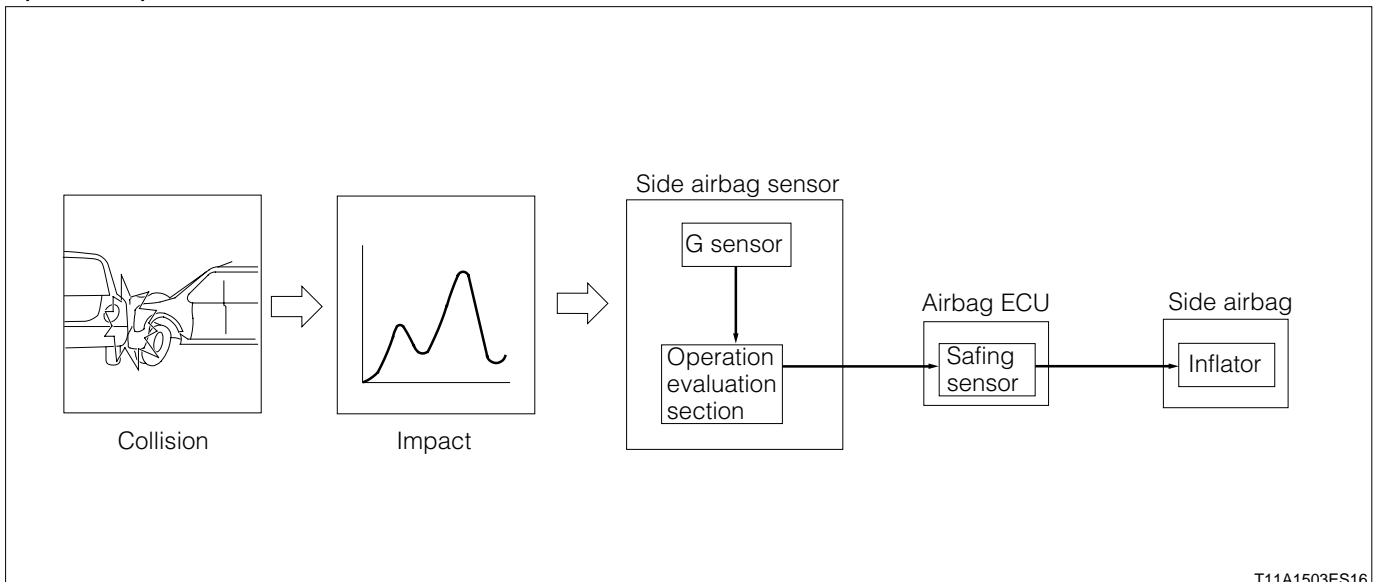 Side airbag sensor
G sensor
Operation
evaluation
section
Airbag ECU
Safing
sensor
Side airbag
Inflator
Collision
Impact
T11A1503ES16